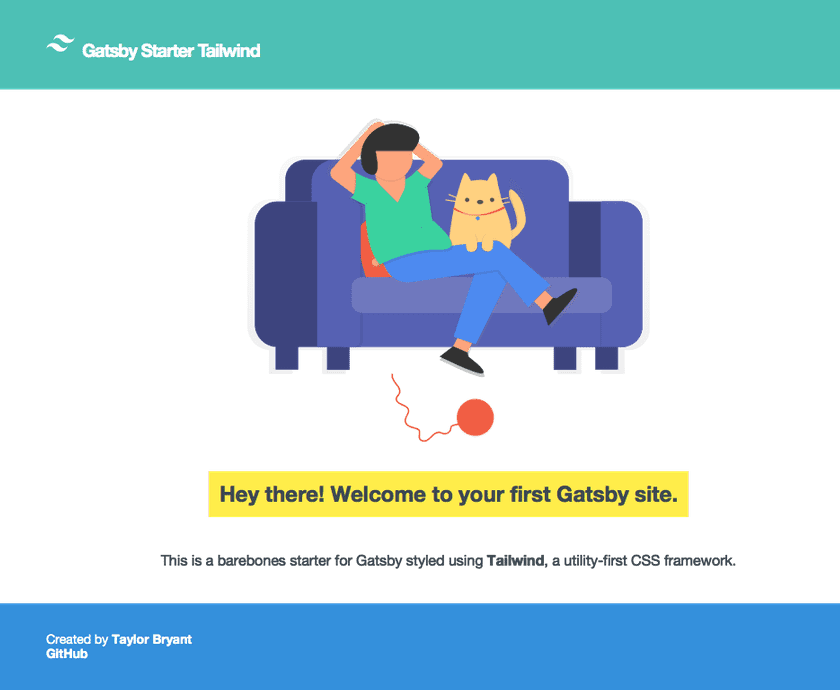 Gatsby Starter Tailwind
Hey there! Welcome to your first Gatsby site.
This is a barebones starter for Gatsby styled using Tailwind, a utility-first CSS framework.
Created by Taylor Bryant
GitHub